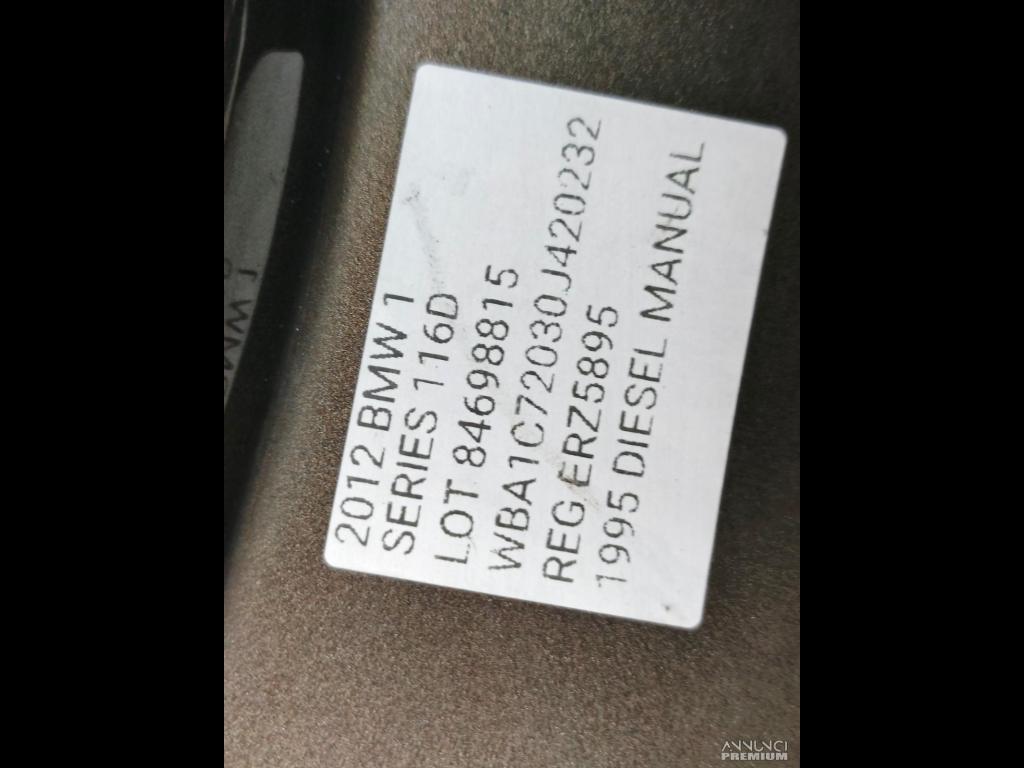 2012 BMW 1
SERIES 116D
LOT 84698815
WBA1C72030J420232
REG ERZ5895
1995 DIESEL MANUAL
ANNUNCI
PREMIUM